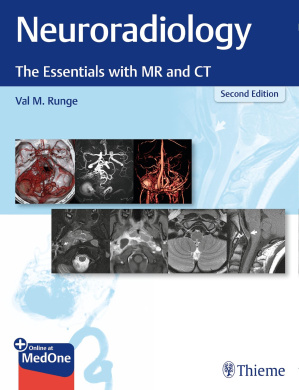 Neuroradiology
The Essentials with MR and CT
Second Edition
Val M. Runge
+ Online at
MedOne
Thieme